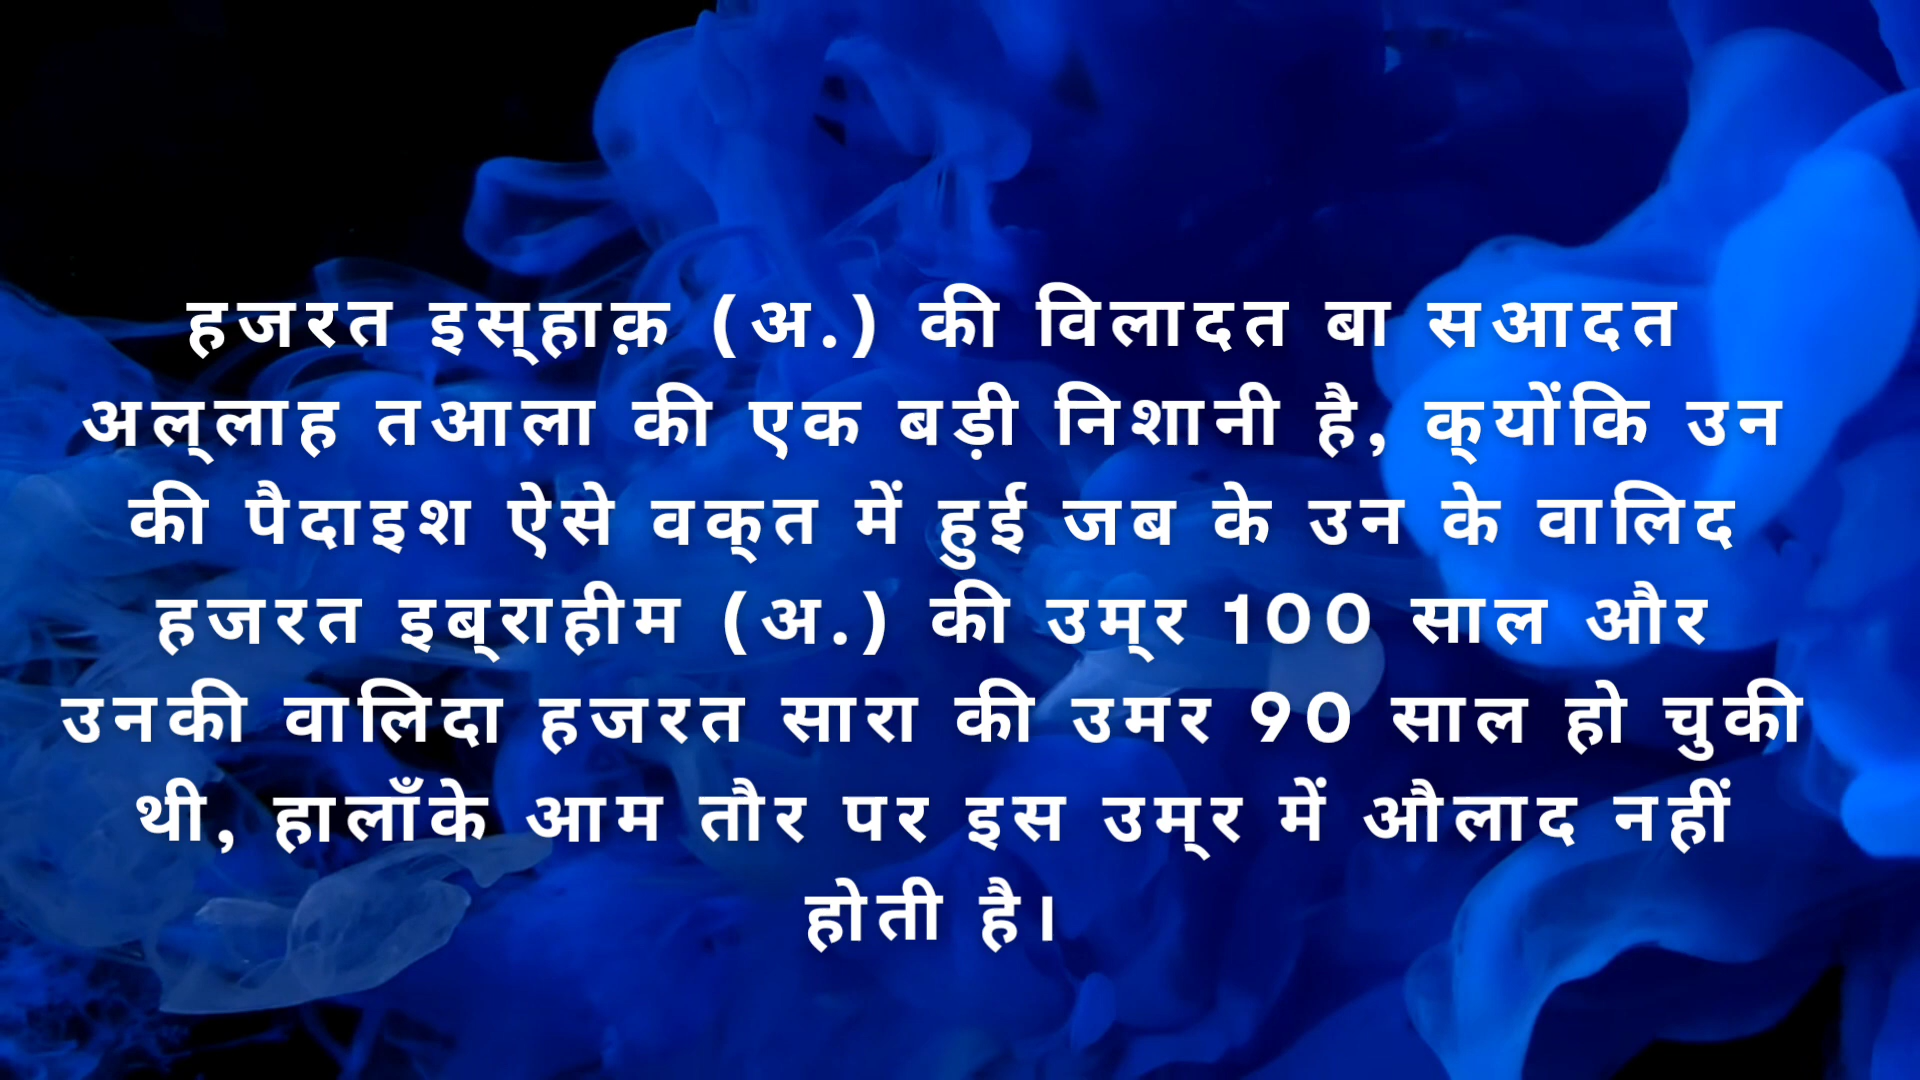 हजरत इस्हाक़ (अ.) की विलादत बा सआदत
अल्लाह तआला की एक बड़ी निशानी है, क्योंकि उन
की पैदाइश ऐसे वक्त में हुई जब के उन के वालिद
हजरत इब्राहीम (अ.) की उम्र 100 साल और
उनकी वालिदा हजरत सारा की उमर 90 साल हो चुकी
थी, हालाँके आम तौर पर इस उम्र में औलाद नहीं
होती है।